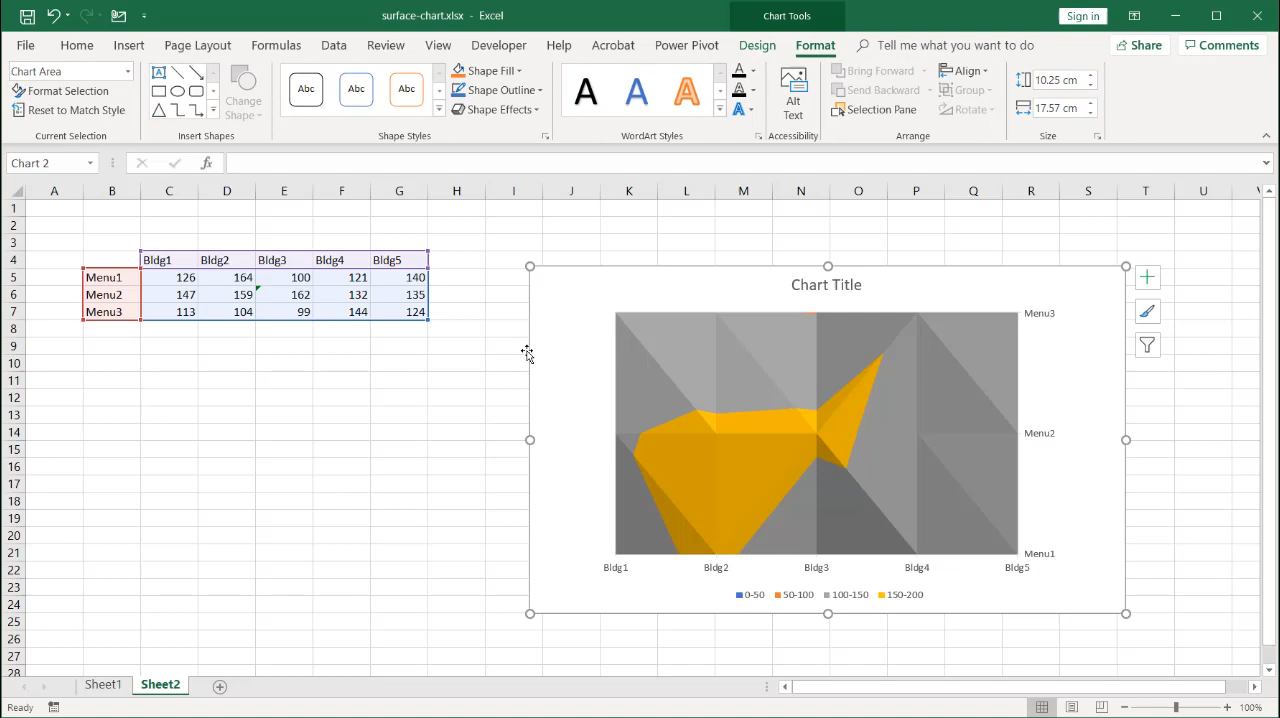 surface-chart.xlsx - Excel
Chart Tools
Sign in
File Home Insert Page Layout Formulas Data Review View Developer Help Acrobat Power Pivot Design Format Tell me what you want to do Share Comments
Chart Area
Format Selection
Reset to Match Style
Current Selection
Change
Shape
Insert Shapes
Abc Abc Abc
Shape Fill
Shape Outline
Shape Effects
Shape Styles
A A A
A
A
A
WordArt Styles
Alt
Text
Accessibility
Bring Forward
Send Backward
Selection Pane
Align
Group
Rotate
Arrange
10.25 cm
17.57 cm
Size
Chart 2
fx
A B C D E F G H I J K L M N O P Q R S T U V
1
2
3
4 Bldg1 Bldg2 Bldg3 Bldg4 Bldg5
5 Menu1 126 164 100 121 140
6 Menu2 147 159 162 132 135
7 Menu3 113 104 99 144 124
8
9
10
11
12
13
14
15
16
17
18
19
20
21
22
23
24
25
26
27
28
Chart Title
Menu3
Menu2
Menu1
Bldg1 Bldg2 Bldg3 Bldg4 Bldg5
0-50 50-100 100-150 150-200
Sheet1 Sheet2
Ready
100%